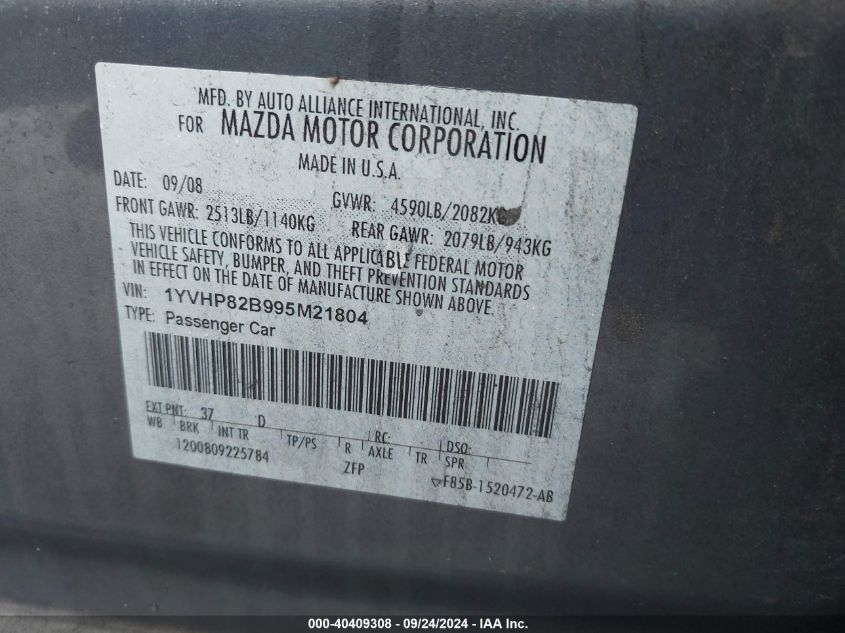 MFD. BY AUTO ALLIANCE INTERNATIONAL, INC.
FOR MAZDA MOTOR CORPORATION
MADE IN U.S.A.
DATE: 09/08 GVWR: 4590LB/2082KG
FRONT GAWR: 2513LB/1140KG REAR GAWR: 2079LB/943KG
THIS VEHICLE CONFORMS TO ALL APPLICABLE FEDERAL MOTOR
VEHICLE SAFETY, BUMPER, AND THEFT PREVENTION STANDARDS
IN EFFECT ON THE DATE OF MANUFACTURE SHOWN ABOVE.
VIN: 1YVHP82B995M21804
TYPE: Passenger Car
EXT PNT: 37 D RC: DSO:
WB BRK INT TR TP/PS R AXLE TR SPR
1200809225784 ZFP ▽F85B-1520472-AB
000-40409308 - 09/24/2024 - IAA Inc.